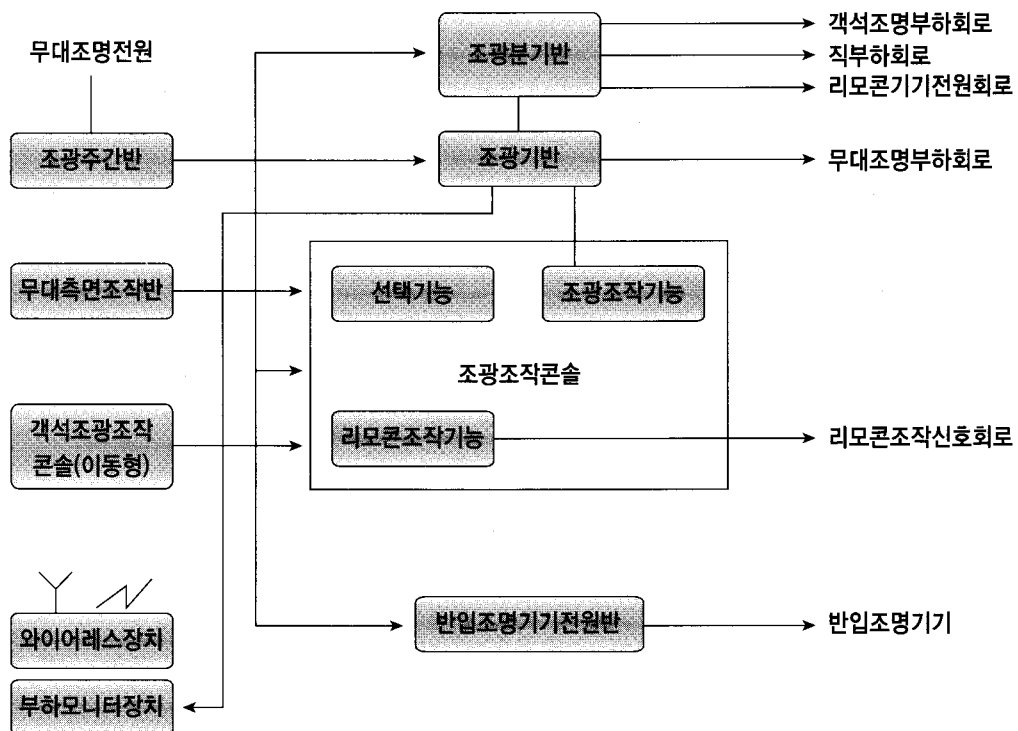 무대조명전원
조광분기반
객석조명부하회로
직부하회로
리모콘기기전원회로
조광주간반
조광기반
무대조명부하회로
무대측면조작반
선택기능
조광조작기능
조광조작콘솔
객석조광조작
콘솔(이동형)
리모콘조작기능
리모콘조작신호회로
와이어레스장치
반입조명기기전원반
반입조명기기
부하모니터장치